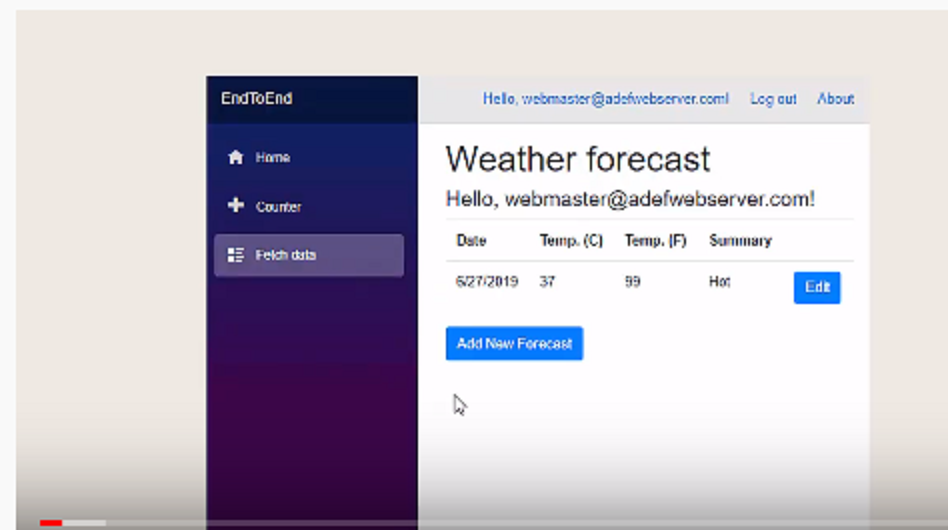 EndToEnd
Hello, webmaster@adefwebserver.com! Log out About
Home
Counter
Fetch data
Weather forecast
Hello, webmaster@adefwebserver.com!
Date Temp. (C) Temp. (F) Summary
6/27/2019 37 99 Hot Edit
Add New Forecast